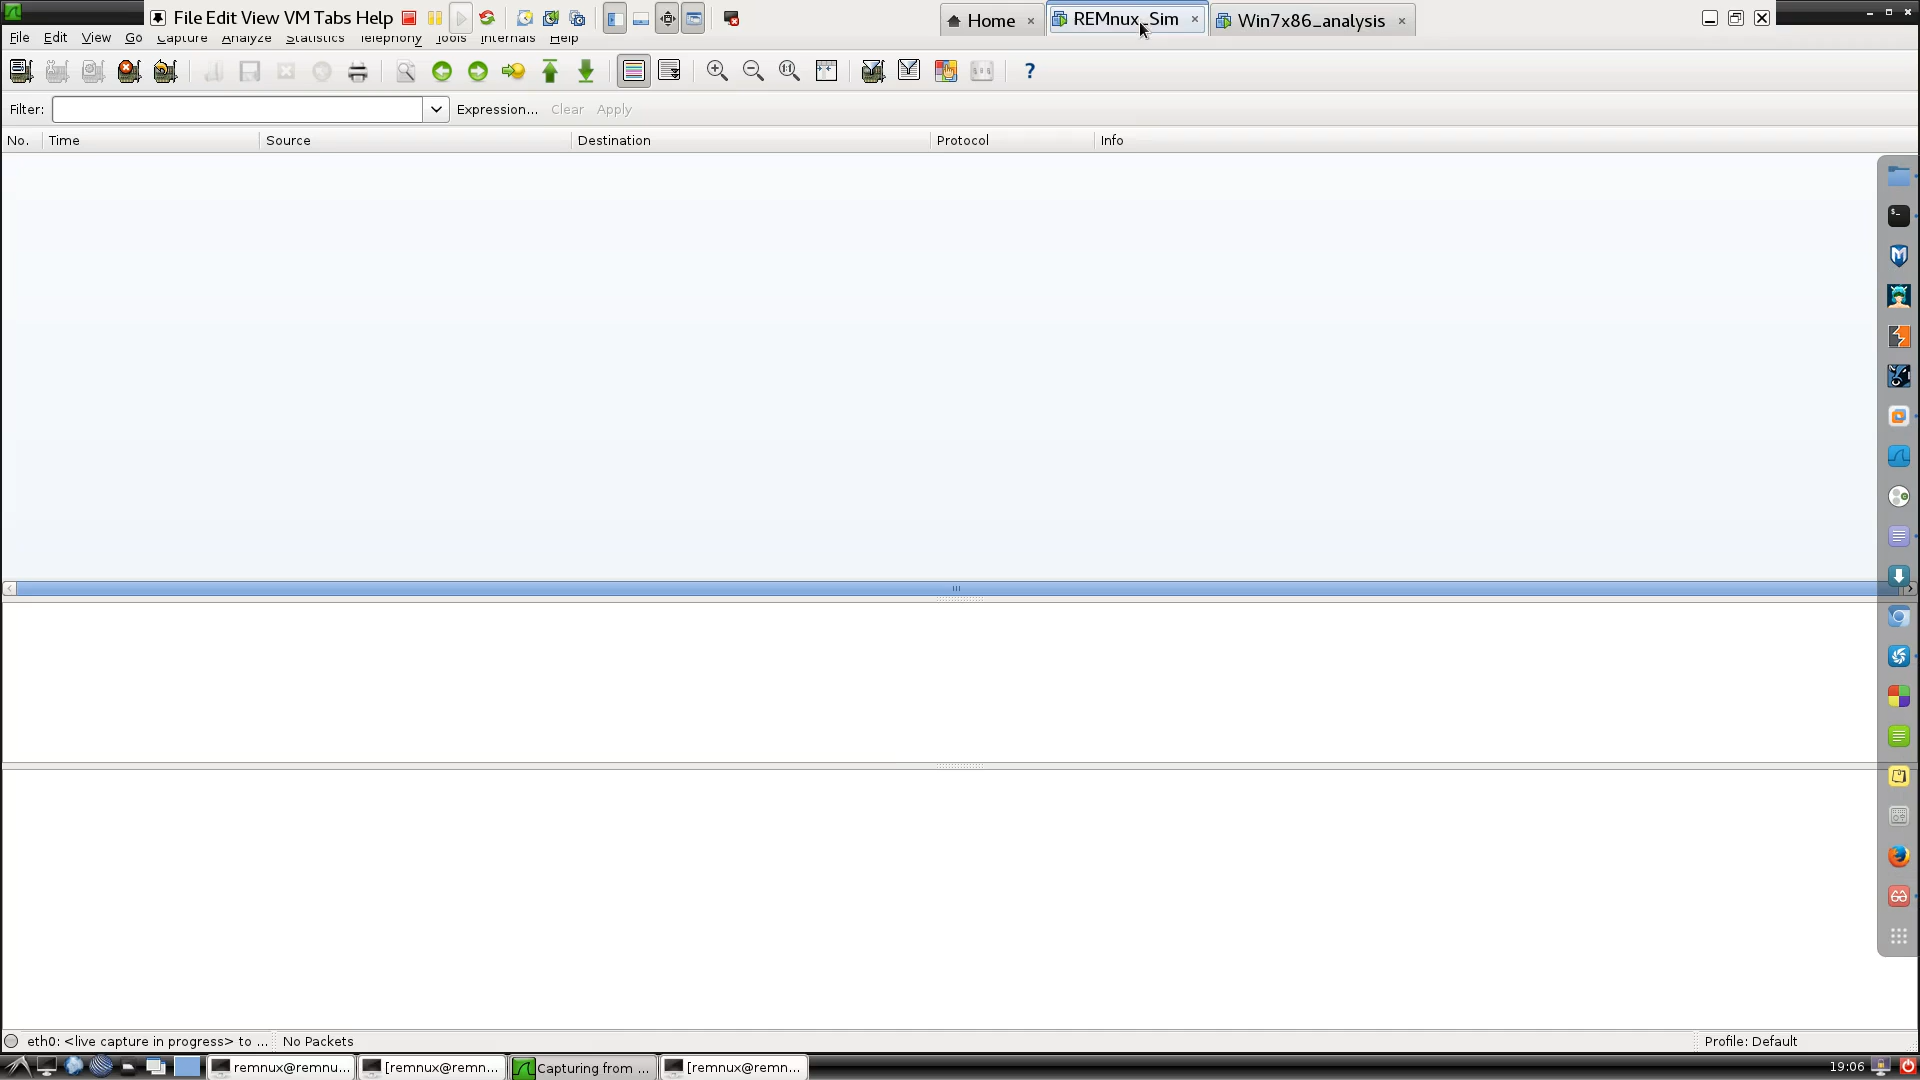 File Edit View VM Tabs Help
Home
REMnux_Sim
Win7x86_analysis
File Edit View Go Capture Analyze Statistics Telephony Tools Internals Help
Filter: Expression... Clear Apply
No. Time Source Destination Protocol Info
eth0: <live capture in progress> to ... No Packets Profile: Default
remnux@remnu... [remnux@remn... Capturing from ... [remnux@remn... 19:06